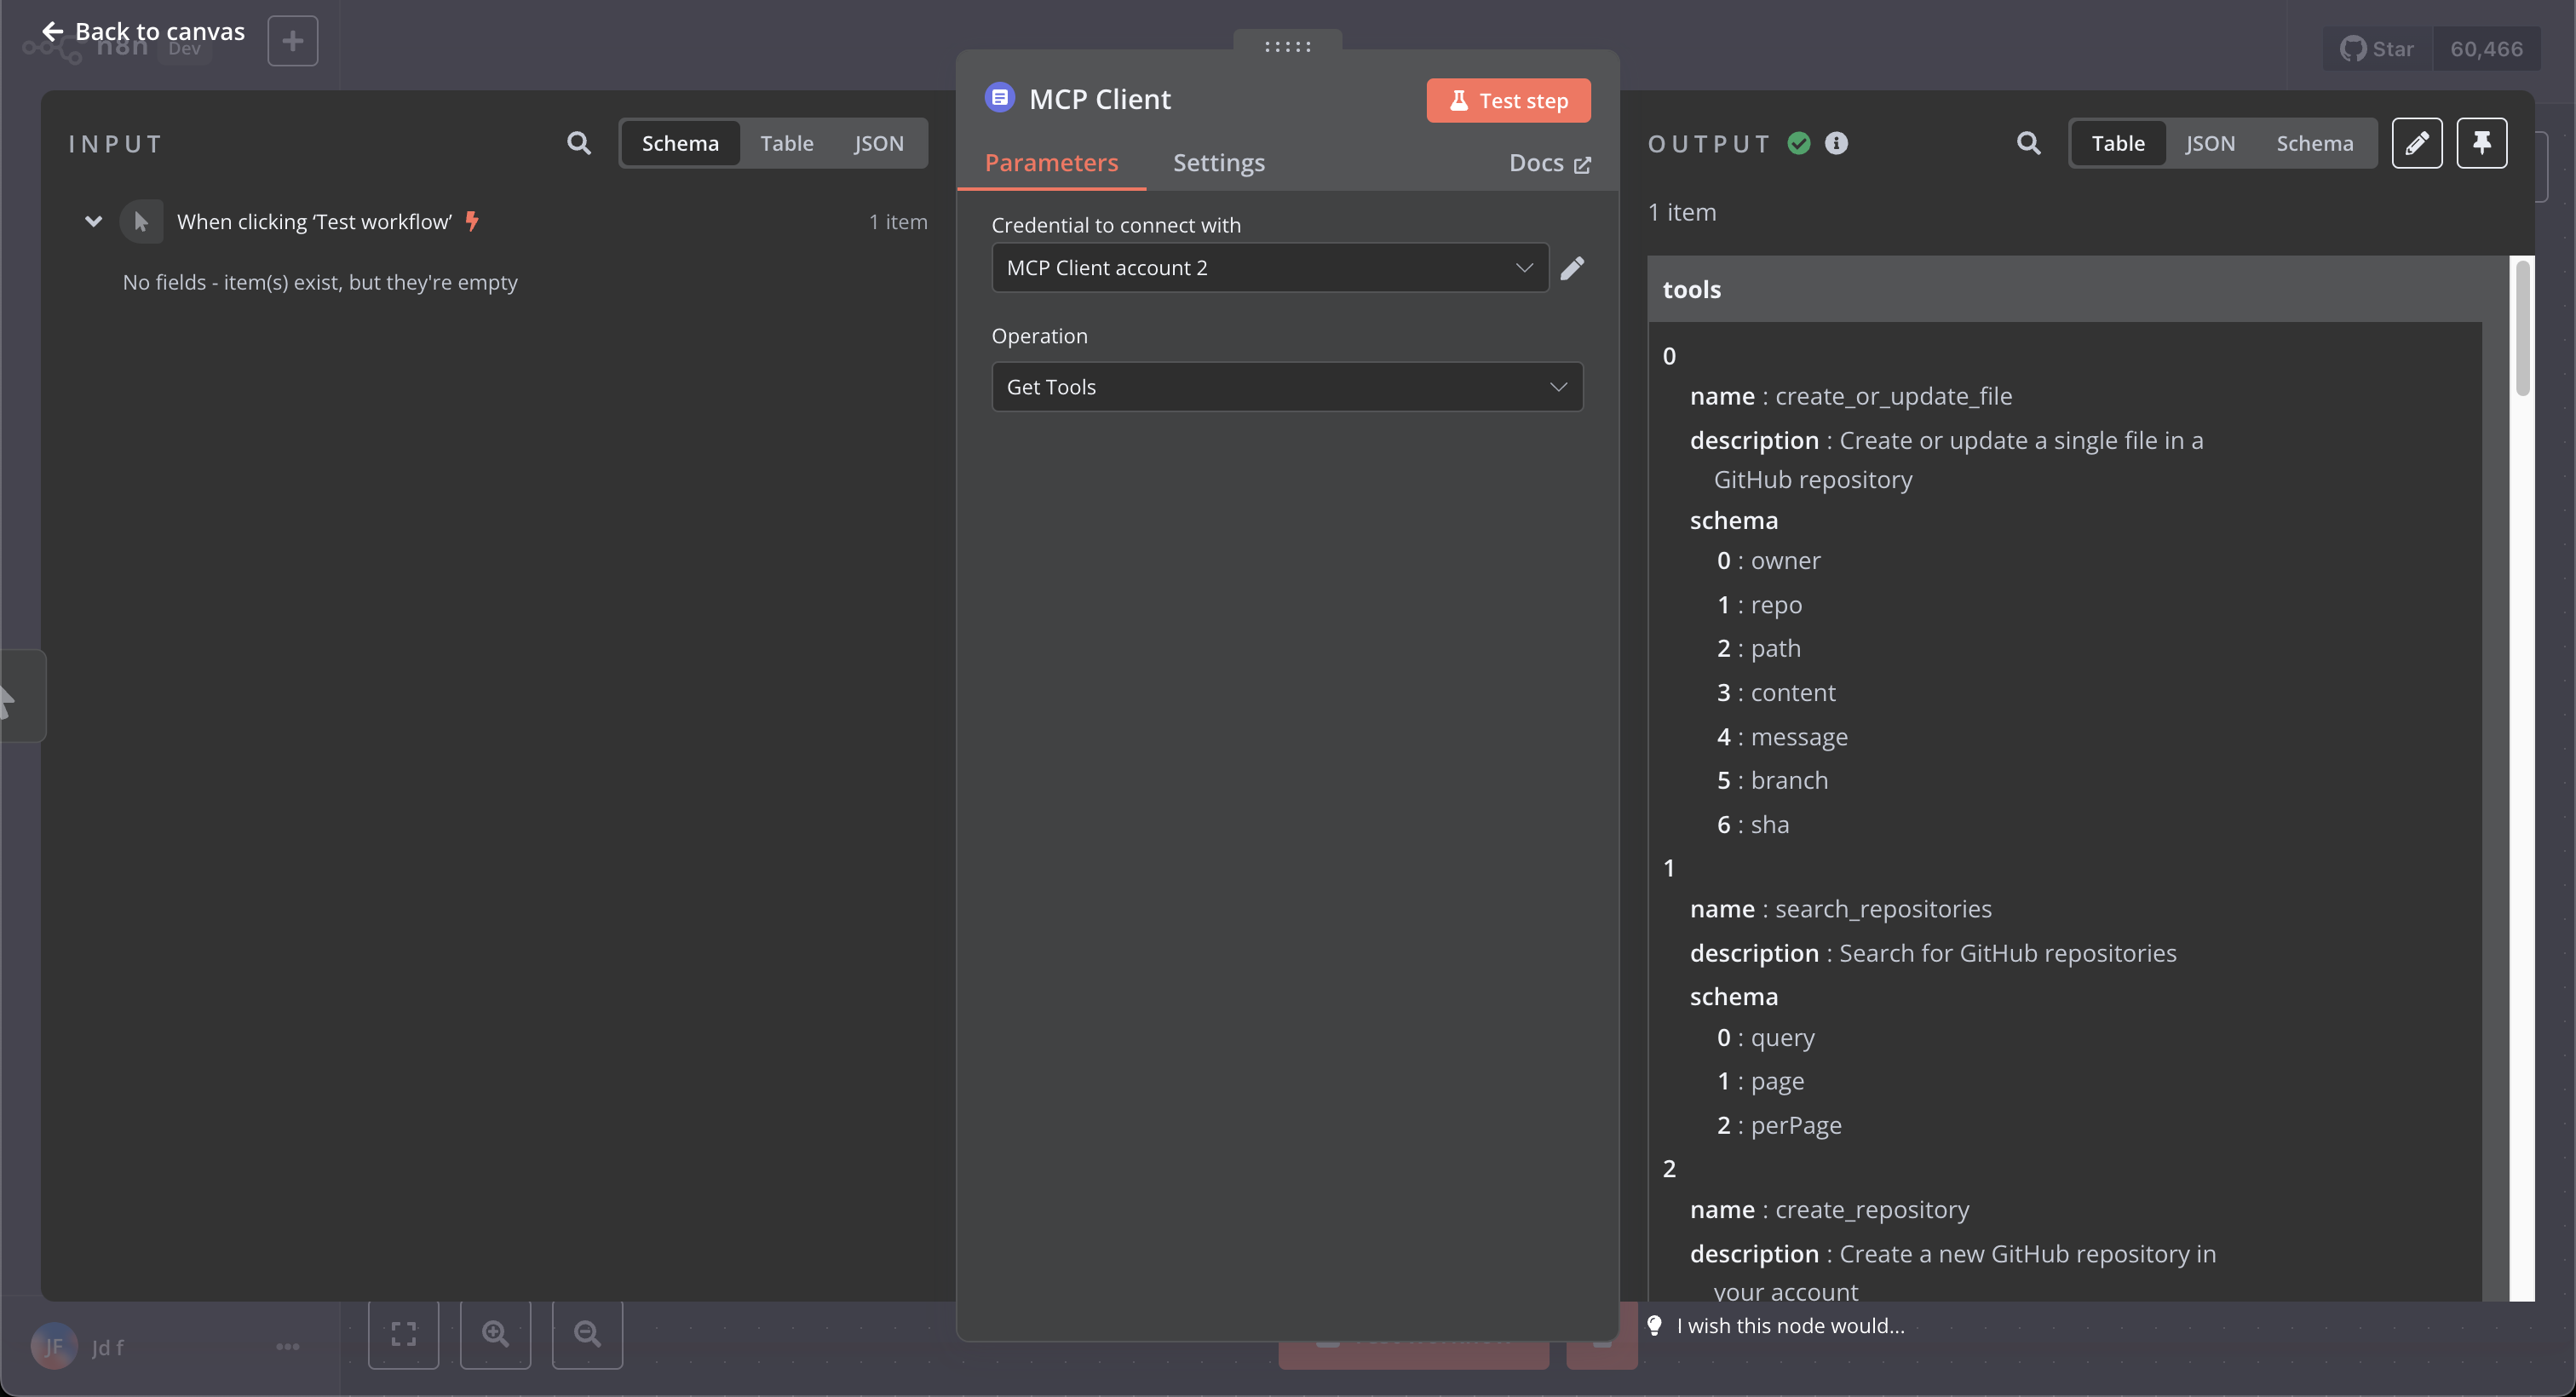 Back to canvas
n8n Dev
Star 60,466
INPUT
Schema Table JSON
When clicking ‘Test workflow’ 1 item
No fields - item(s) exist, but they're empty
MCP Client
Test step
Parameters Settings Docs
Credential to connect with
MCP Client account 2
Operation
Get Tools
OUTPUT
Table JSON Schema
1 item
tools
0
name : create_or_update_file
description : Create or update a single file in a
GitHub repository
schema
0 : owner
1 : repo
2 : path
3 : content
4 : message
5 : branch
6 : sha
1
name : search_repositories
description : Search for GitHub repositories
schema
0 : query
1 : page
2 : perPage
2
name : create_repository
description : Create a new GitHub repository in
your account
I wish this node would...
JF Jd f